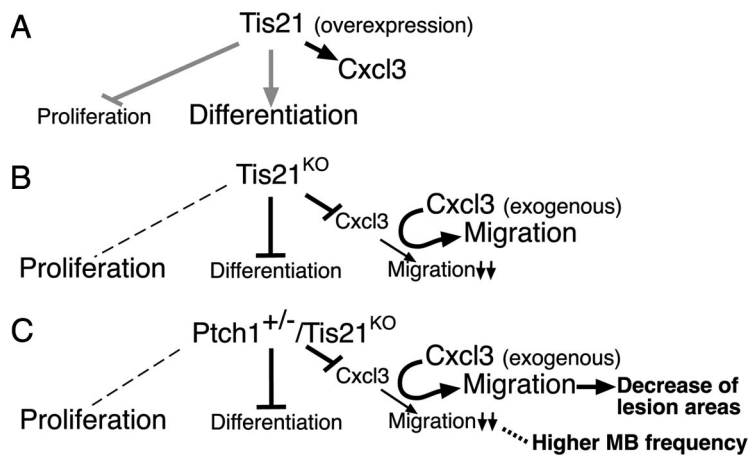 A
Tis21 (overexpression)
Cxcl3
Proliferation Differentiation
B
Tis21KO
Cxcl3
Cxcl3 (exogenous)
Migration
Proliferation Differentiation Migration
C
Ptch1+/-/Tis21KO
Cxcl3
Cxcl3 (exogenous)
Migration
Decrease of
lesion areas
Proliferation Differentiation Migration
Higher MB frequency